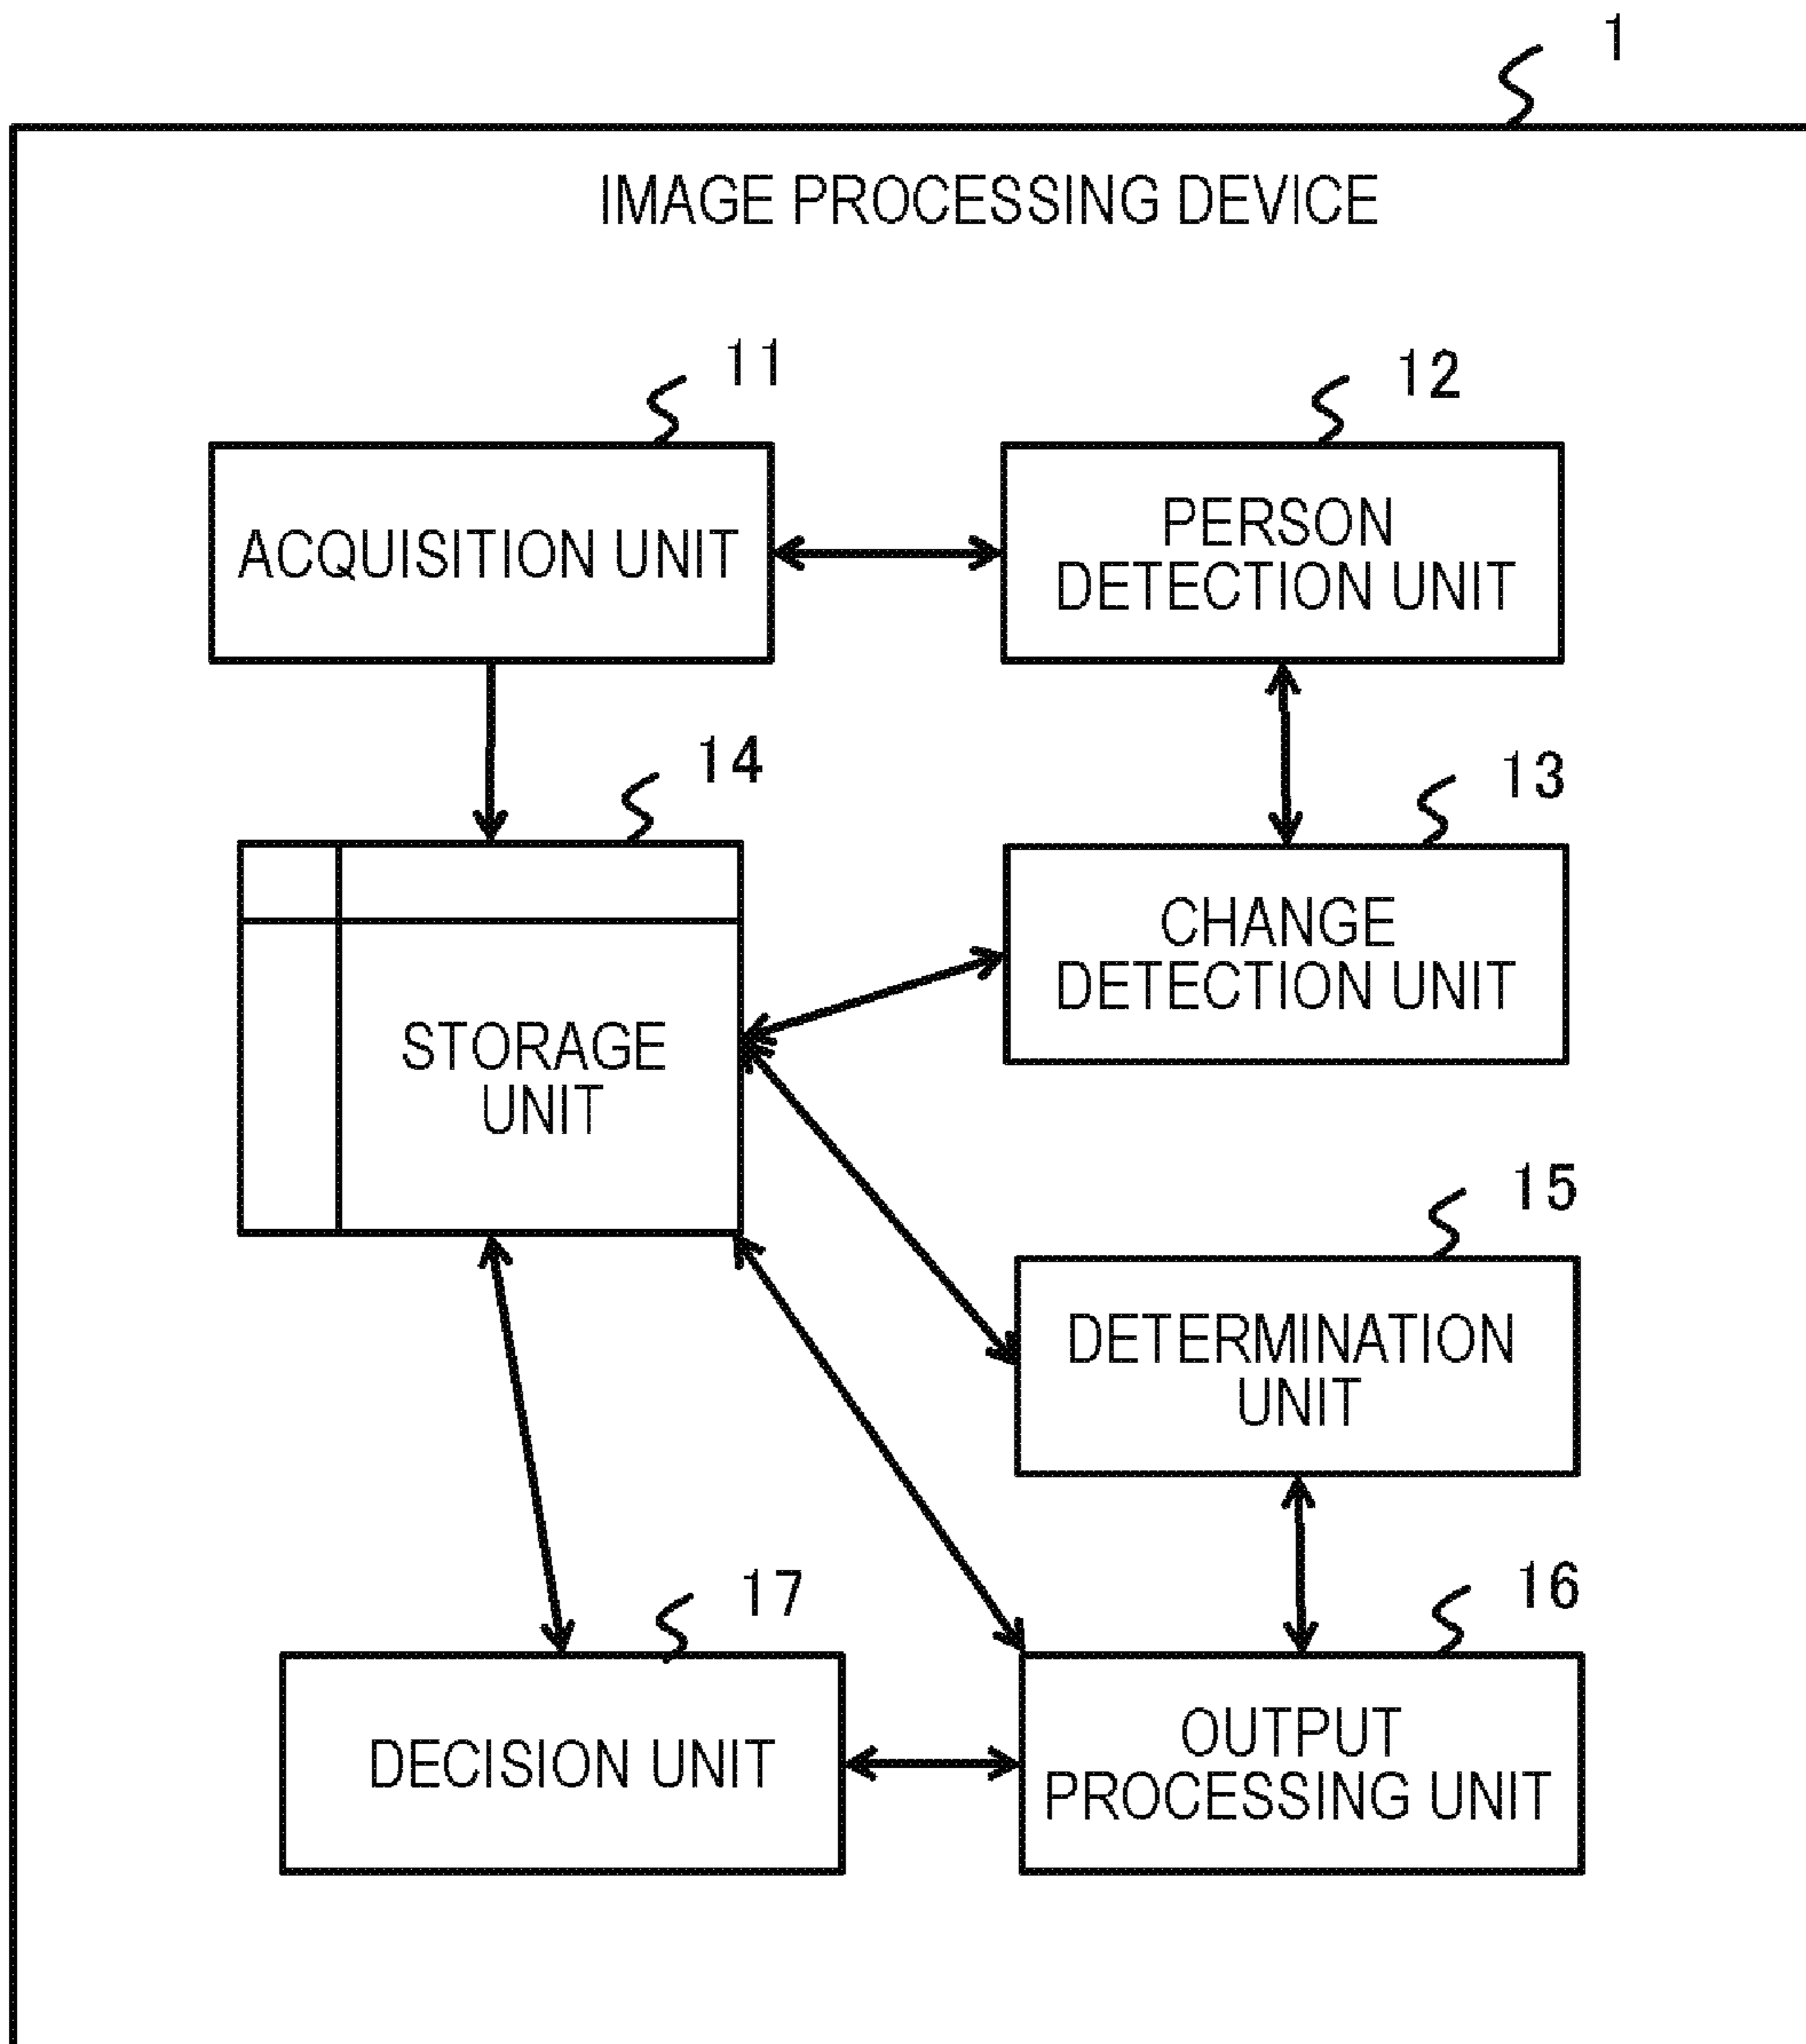 1
IMAGE PROCESSING DEVICE
11
12
ACQUISITION UNIT
PERSON
DETECTION UNIT
14
13
STORAGE
UNIT
CHANGE
DETECTION UNIT
15
DETERMINATION
UNIT
17
16
DECISION UNIT
OUTPUT
PROCESSING UNIT